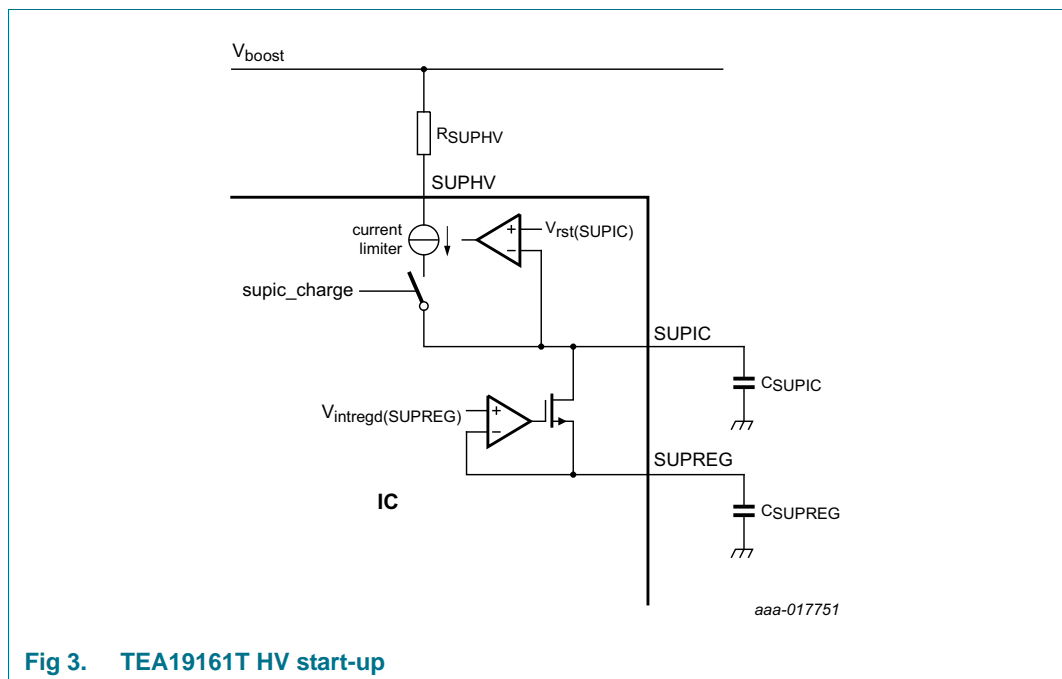 Vboost
RSUPHV
SUPHV
current
limiter
+
−
Vrst(SUPIC)
supic_charge
SUPIC
CSUPIC
Vintregd(SUPREG)
+
−
SUPREG
IC
CSUPREG
aaa-017751
Fig 3. TEA19161T HV start-up